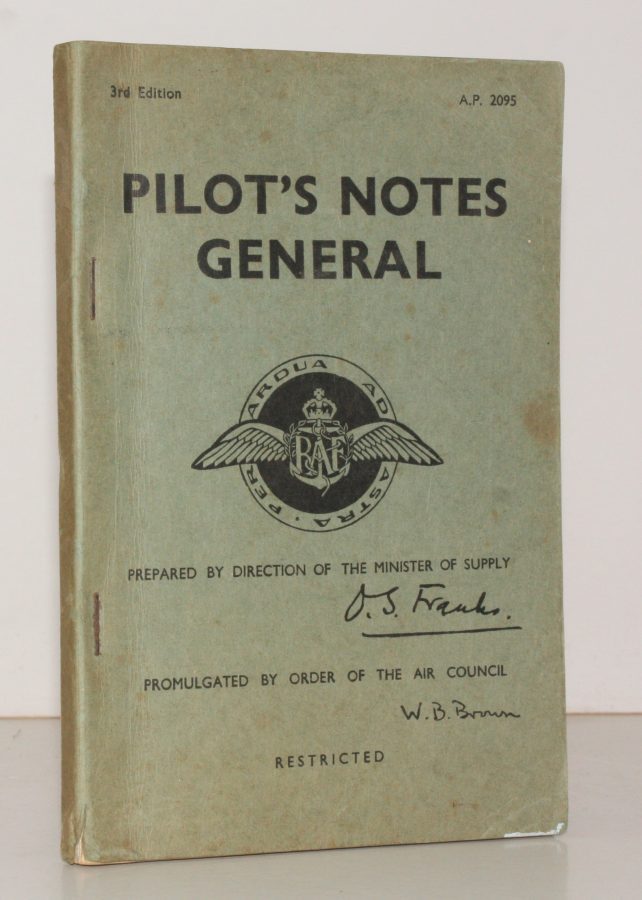 3rd Edition
A.P. 2095
PILOT'S NOTES
GENERAL
PER · ARDUA AD ASTRA ·
RAF
PREPARED BY DIRECTION OF THE MINISTER OF SUPPLY
O. S. Franks.
PROMULGATED BY ORDER OF THE AIR COUNCIL
W. B. Brown
RESTRICTED